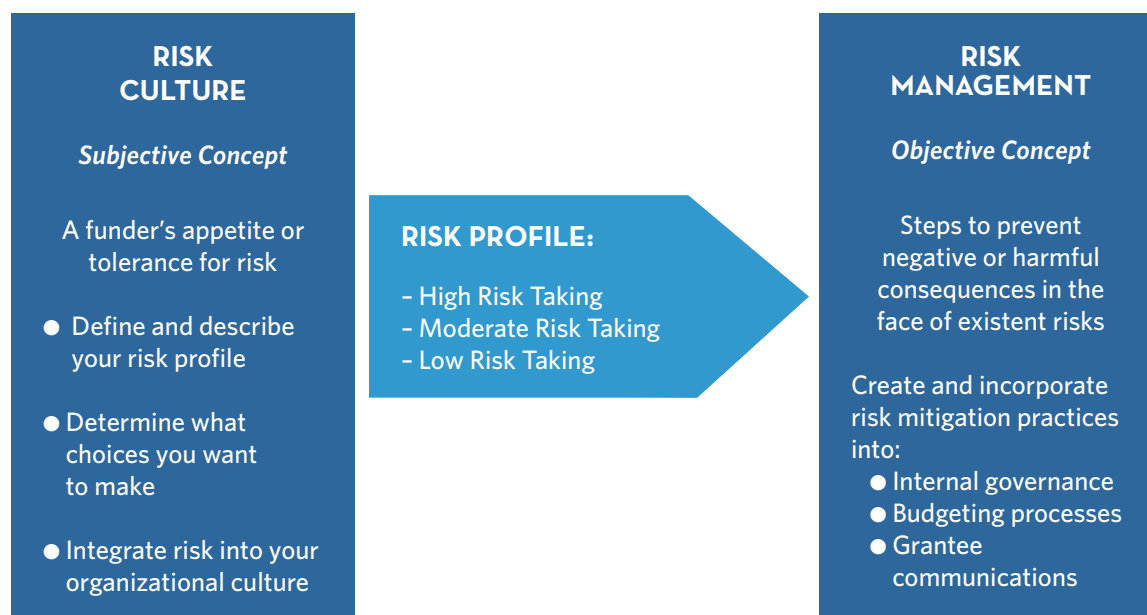 RISK
CULTURE
Subjective Concept
A funder’s appetite or
tolerance for risk
● Define and describe
your risk profile
● Determine what
choices you want
to make
● Integrate risk into your
organizational culture
RISK PROFILE:
– High Risk Taking
– Moderate Risk Taking
– Low Risk Taking
RISK
MANAGEMENT
Objective Concept
Steps to prevent
negative or harmful
consequences in the
face of existent risks
Create and incorporate
risk mitigation practices
into:
● Internal governance
● Budgeting processes
● Grantee
communications